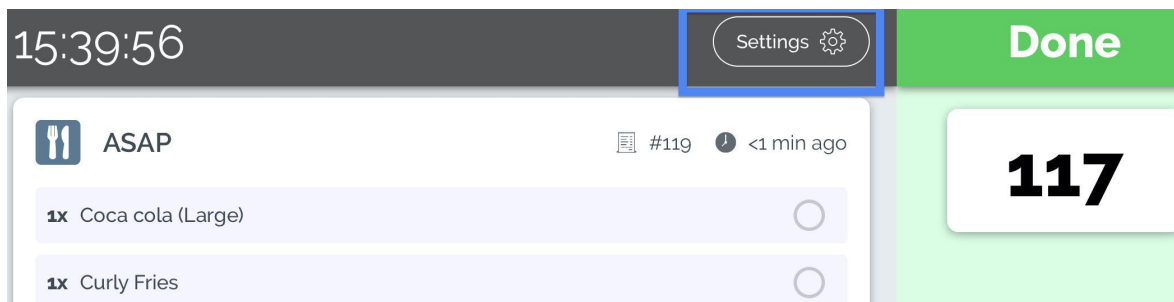 15:39:56
Settings
Done
ASAP
#119
<1 min ago
117
1x Coca cola (Large)
1x Curly Fries